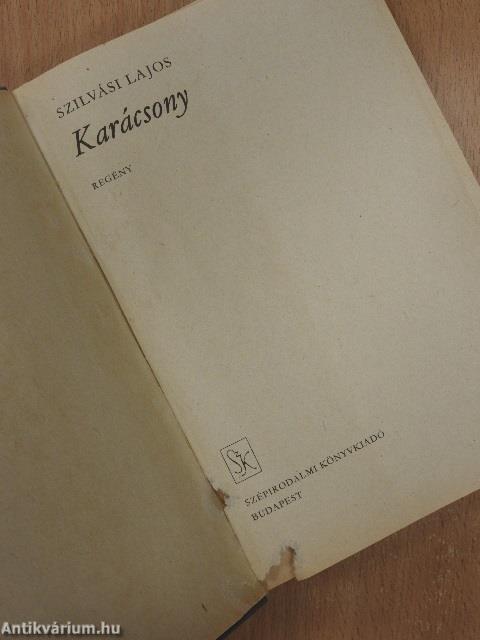 SZILVÁSI LAJOS
Karácsony
REGÉNY
SzK
SZÉPIRODALMI KÖNYVKIADÓ
BUDAPEST
Antikvárium.hu